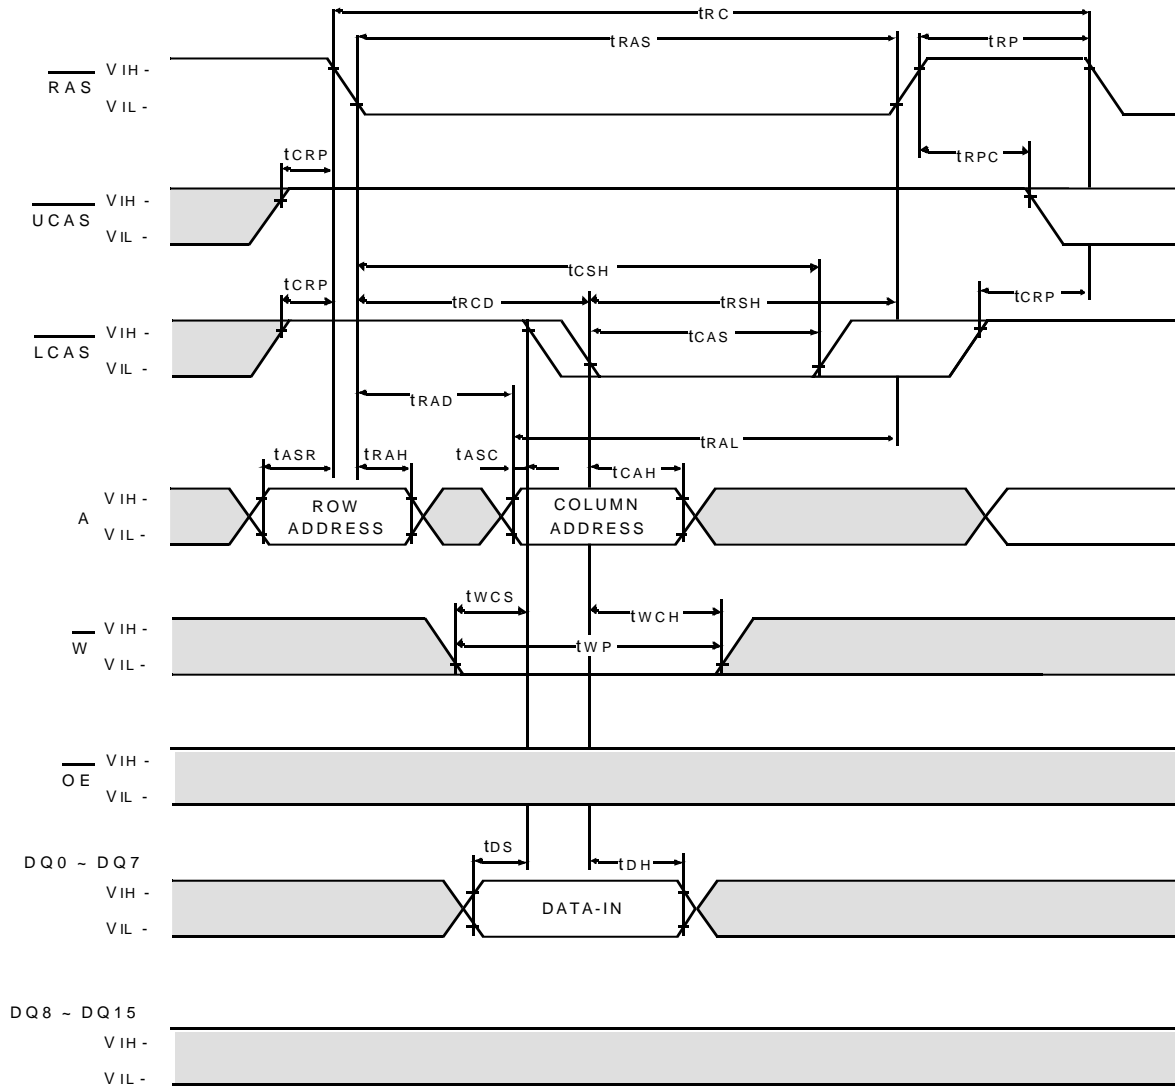 tRC
tRAS
tRP
RAS
VIH -
VIL -
tCRP
tRPC
UCAS
VIH -
VIL -
tCSH
tCRP
tRCD
tRSH
tCRP
LCAS
VIH -
VIL -
tCAS
tRAD
tRAL
tASR
tRAH
tASC
tCAH
A
VIH -
VIL -
ROW
ADDRESS
COLUMN
ADDRESS
tWCS
tWCH
W
VIH -
VIL -
tWP
OE
VIH -
VIL -
tDS
tDH
DQ0 ~ DQ7
VIH -
VIL -
DATA-IN
DQ8 ~ DQ15
VIH -
VIL -